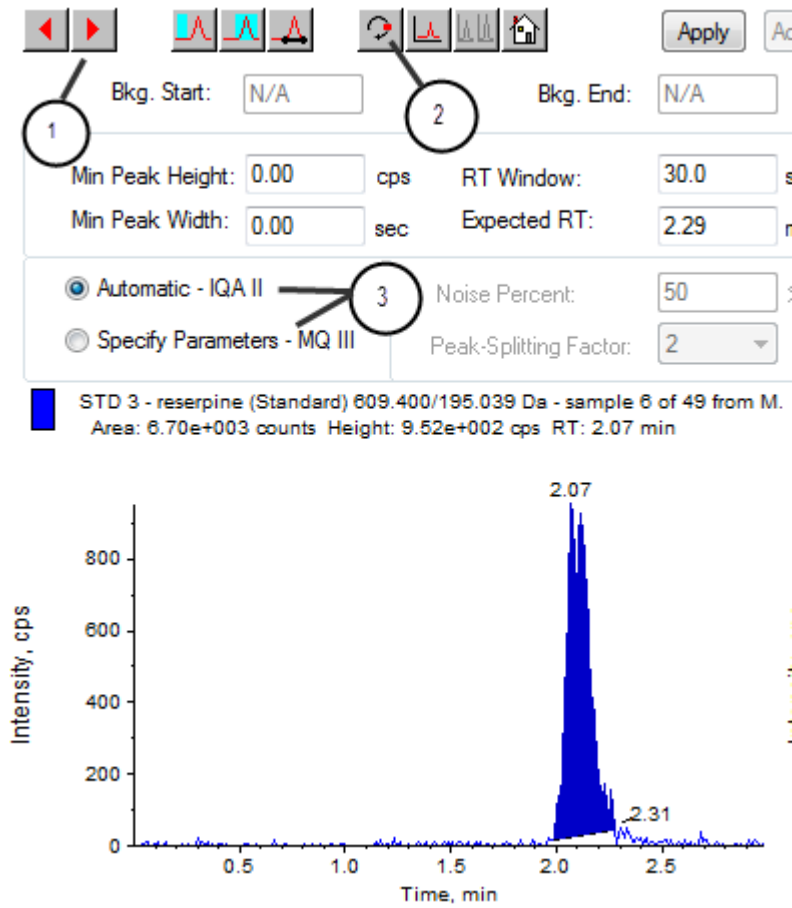 Apply
Bkg. Start: N/A Bkg. End: N/A
1
2
Min Peak Height: 0.00 cps RT Window: 30.0 s
Min Peak Width: 0.00 sec Expected RT: 2.29
Automatic - IQA II 3 Noise Percent: 50
Specify Parameters - MQ III Peak-Splitting Factor: 2
STD 3 - reserpine (Standard) 609.400/195.039 Da - sample 6 of 49 from M.
Area: 6.70e+003 counts Height: 9.52e+002 cps RT: 2.07 min
2.07
800
600
Intensity, cps
400
200
2.31
0
0.5 1.0 1.5 2.0 2.5
Time, min